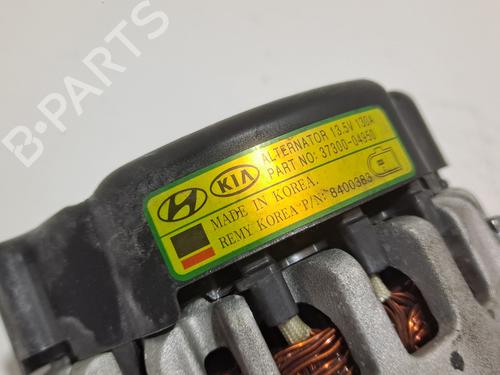 B-PARTS
ALTERNATOR 13.5V 130A
KIA PART NO: 37300-04950
MADE IN KOREA.
REMY KOREA P/N: 8400383